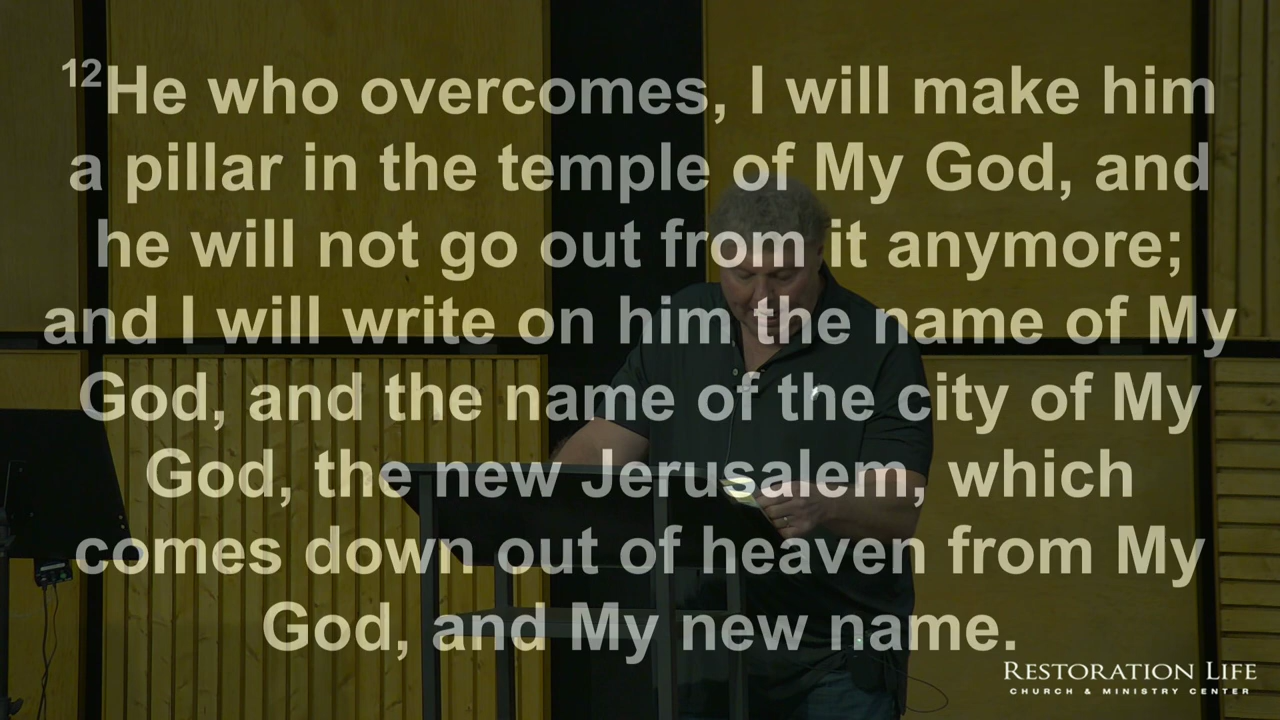 12He who overcomes, I will make him
a pillar in the temple of My God, and
he will not go out from it anymore;
and I will write on him the name of My
God, and the name of the city of My
God, the new Jerusalem, which
comes down out of heaven from My
God, and My new name.
RESTORATION LIFE
CHURCH & MINISTRY CENTER